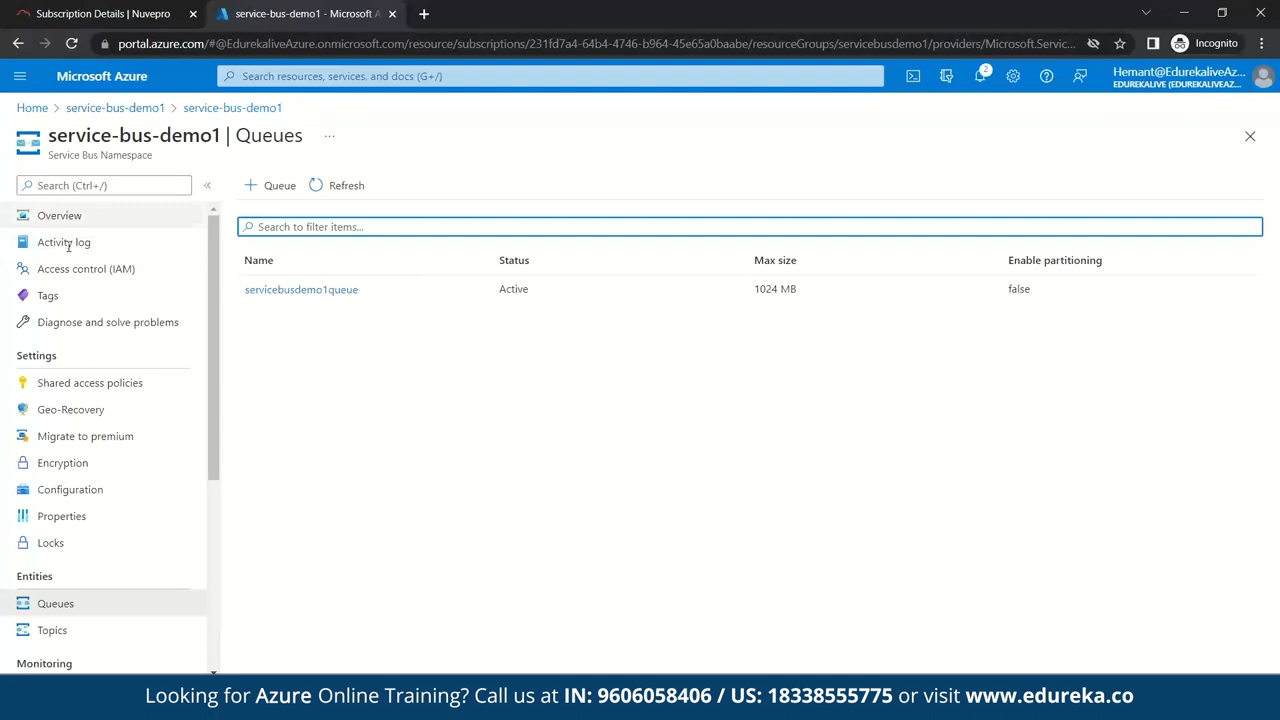 Subscription Details | Nuvepro
service-bus-demo1 - Microsoft A
portal.azure.com/#@EdurekaliveAzure.onmicrosoft.com/resource/subscriptions/231fd7a4-64b4-4746-b964-45e65a0baabe/resourceGroups/servicebusdemo1/providers/Microsoft.Servic...
Incognito
Microsoft Azure
Search resources, services, and docs (G+/)
2
Hemant@EdurekaliveAz...
EDUREKALIVE (EDUREKALIVEAZ...
Home > service-bus-demo1 > service-bus-demo1
service-bus-demo1 | Queues ...
Service Bus Namespace
Search (Ctrl+/)
«
Overview
Activity log
Access control (IAM)
Tags
Diagnose and solve problems
Settings
Shared access policies
Geo-Recovery
Migrate to premium
Encryption
Configuration
Properties
Locks
Entities
Queues
Topics
Monitoring
+ Queue
Refresh
Search to filter items...
Name Status Max size Enable partitioning
servicebusdemo1queue Active 1024 MB false
Looking for Azure Online Training? Call us at IN: 9606058406 / US: 18338555775 or visit www.edureka.co